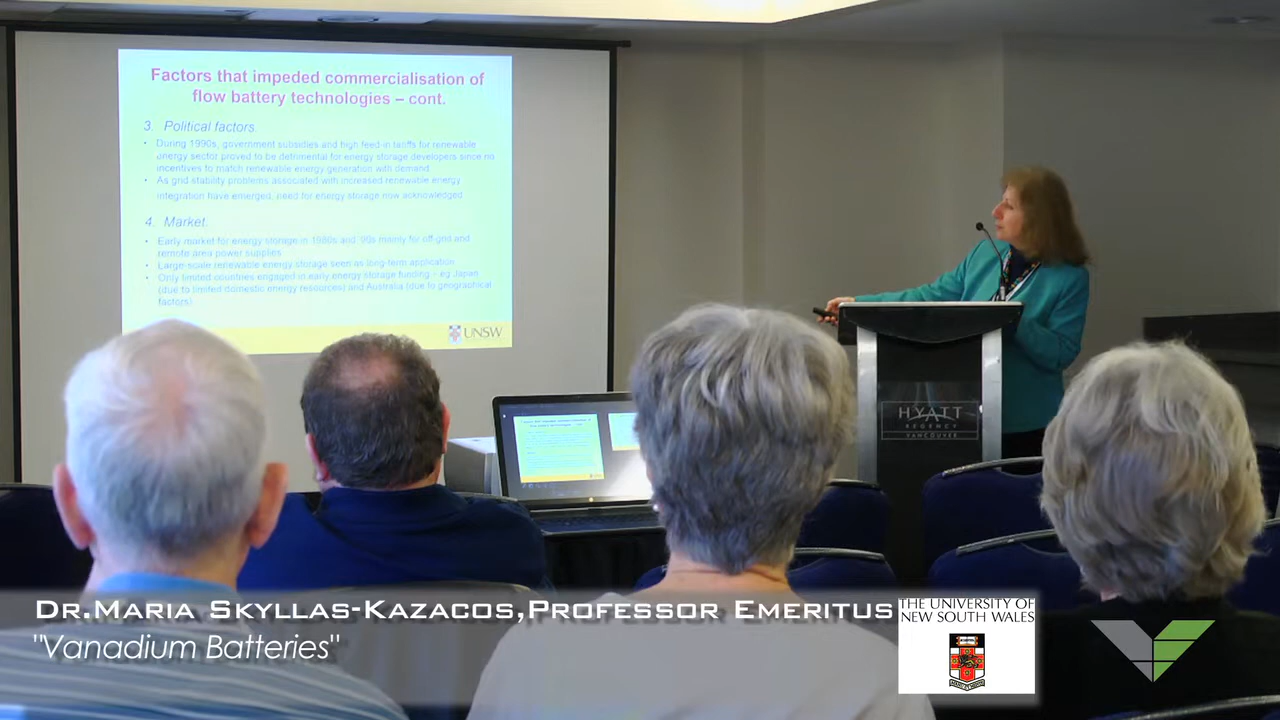 Factors that impeded commercialisation of
flow battery technologies – cont.
3. Political factors.
• During 1990s, government subsidies and high feed-in tariffs for renewable
energy sector proved to be detrimental for energy storage developers since no
incentives to match renewable energy generation with demand
• As grid stability problems associated with increased renewable energy
integration have emerged, need for energy storage now acknowledged
4. Market.
• Early market for energy storage in 1980s and '90s mainly for off-grid and
remote area power supplies
• Large-scale renewable energy storage seen as long-term application
• Only limited countries engaged in early energy storage funding - eg Japan
(due to limited domestic energy resources) and Australia (due to geographical
factors)
UNSW
HYATT
REGENCY
VANCOUVER
Dr.Maria Skyllas-Kazacos,Professor Emeritus
"Vanadium Batteries"
THE UNIVERSITY OF
NEW SOUTH WALES